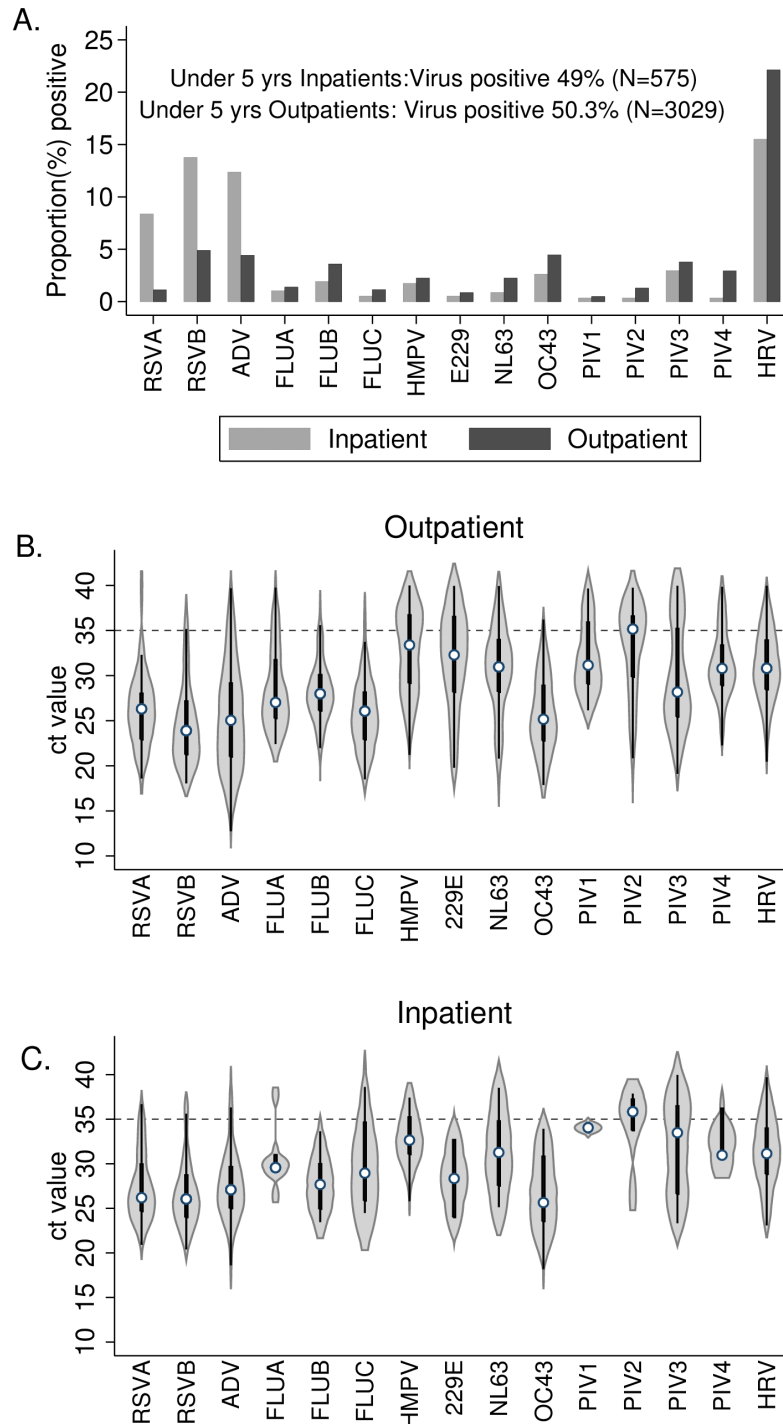 A.
Proportion(%) positive
25
20
15
10
5
0
Under 5 yrs Inpatients:Virus positive 49% (N=575)
Under 5 yrs Outpatients: Virus positive 50.3% (N=3029)
RSVA RSVB ADV FLUA FLUB FLUC HMPV E229 NL63 OC43 PIV1 PIV2 PIV3 PIV4 HRV
Inpatient Outpatient
B.
Outpatient
ct value
40
35
30
25
20
15
10
RSVA RSVB ADV FLUA FLUB FLUC HMPV 229E NL63 OC43 PIV1 PIV2 PIV3 PIV4 HRV
Inpatient
C.
ct value
40
35
30
25
20
15
10
RSVA RSVB ADV FLUA FLUB FLUC HMPV 229E NL63 OC43 PIV1 PIV2 PIV3 PIV4 HRV